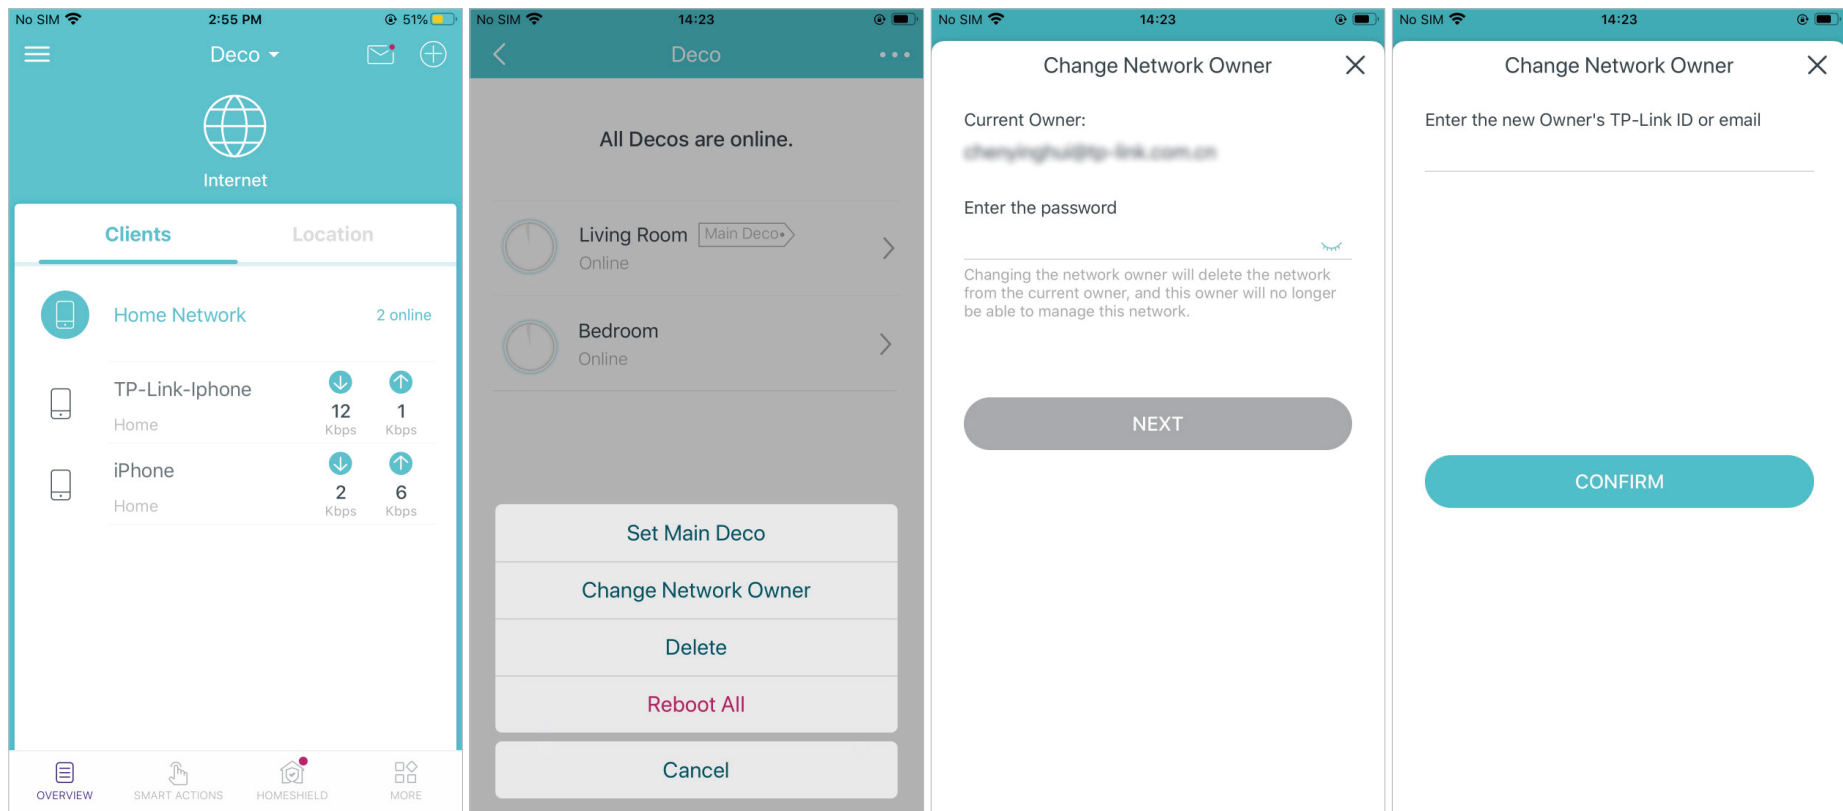 No SIM
2:55 PM
51%
Deco
Internet
Clients
Location
Home Network
2 online
TP-Link-Iphone
Home
12
Kbps
1
Kbps
iPhone
Home
2
Kbps
6
Kbps
OVERVIEW
SMART ACTIONS
HOMESHIELD
MORE
No SIM
14:23
Deco
All Decos are online.
Living Room
Main Deco
Online
Bedroom
Online
Set Main Deco
Change Network Owner
Delete
Reboot All
Cancel
No SIM
14:23
Change Network Owner
Current Owner:
Enter the password
Changing the network owner will delete the network
from the current owner, and this owner will no longer
be able to manage this network.
NEXT
No SIM
14:23
Change Network Owner
Enter the new Owner's TP-Link ID or email
CONFIRM